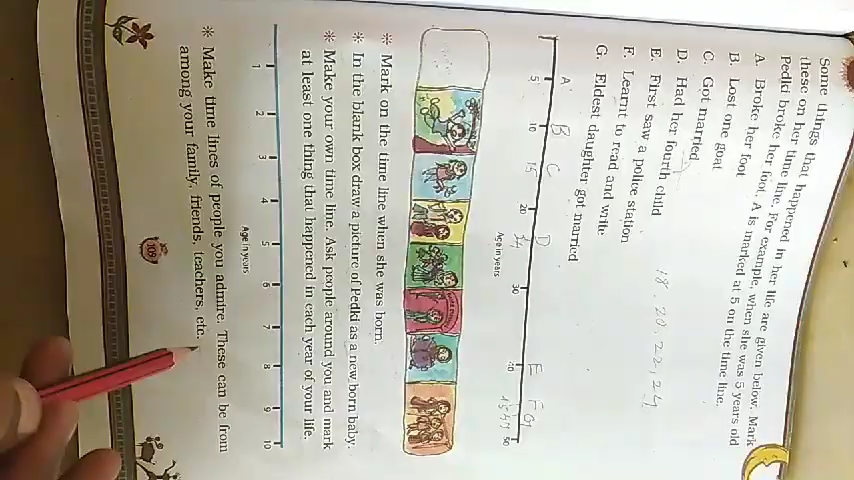 Some things that happened in her life are given below. Mark
these on her time line. For example, when she was 5 years old
Pedki broke her foot. A is marked at 5 on the time line.
A. Broke her foot
B. Lost one goat
C. Got married
D. Had her fourth child
E. First saw a police station
F. Learnt to read and write
G. Eldest daughter got married
18, 20, 22, 24
A B C D E F G
5 10 15 20 30 40 50
Age in years
* Mark on the time line when she was born.
* In the blank box draw a picture of Pedki as a new born baby.
* Make your own time line. Ask people around you and mark
at least one thing that happened in each year of your life.
1 2 3 4 5 6 7 8 9 10
Age in years
* Make time lines of people you admire. These can be from
among your family, friends, teachers, etc.
109